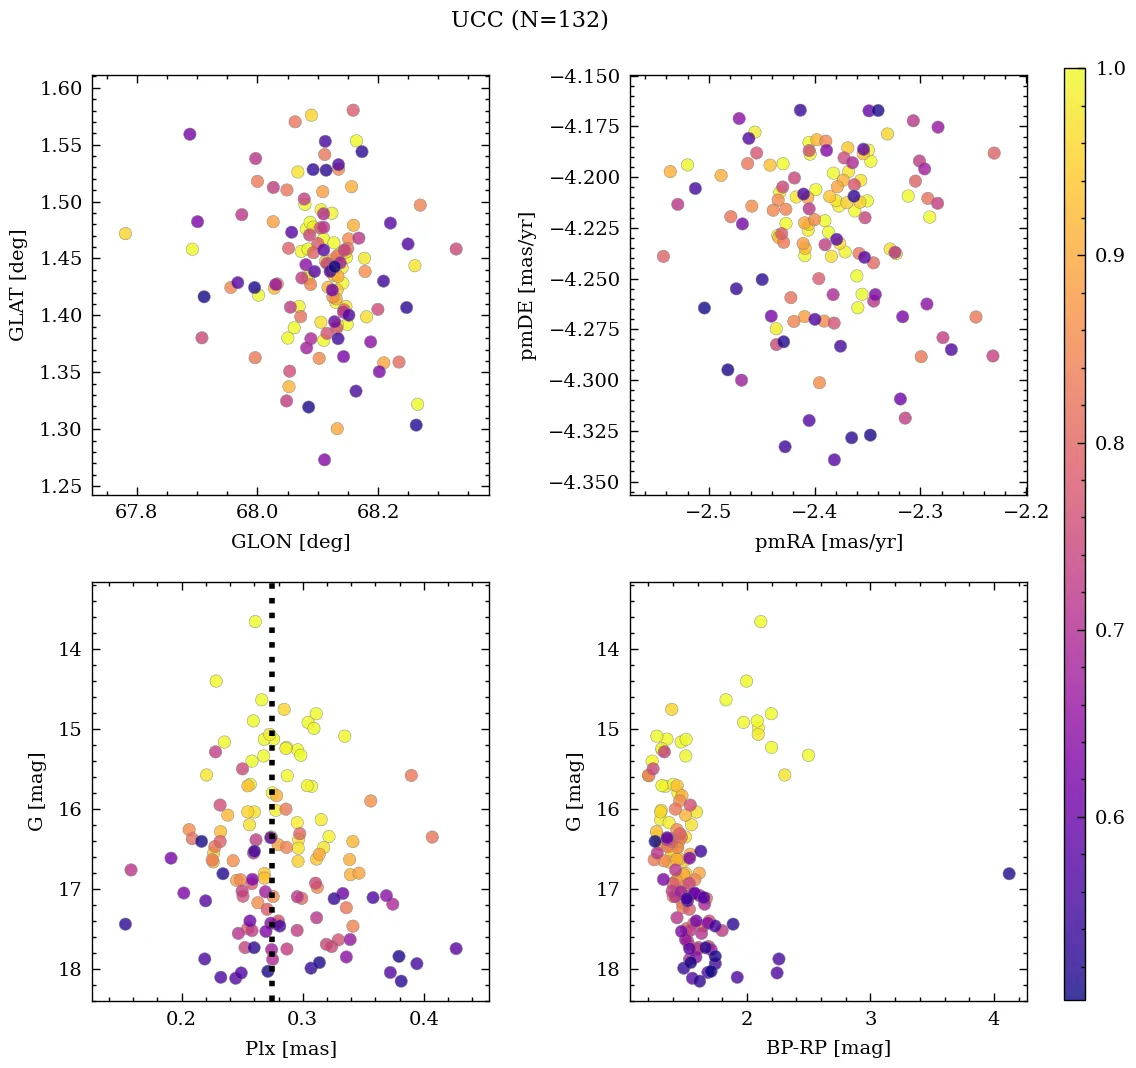 UCC (N=132)
1.60
1.55
1.50
1.45
1.40
1.35
1.30
1.25
GLAT [deg]
67.8 68.0 68.2
GLON [deg]
−4.150
−4.175
−4.200
−4.225
−4.250
−4.275
−4.300
−4.325
−4.350
pmDE [mas/yr]
−2.5 −2.4 −2.3 −2.2
pmRA [mas/yr]
1.0
0.9
0.8
0.7
0.6
14
15
16
17
18
G [mag]
0.2 0.3 0.4
Plx [mas]
14
15
16
17
18
G [mag]
2 3 4
BP-RP [mag]